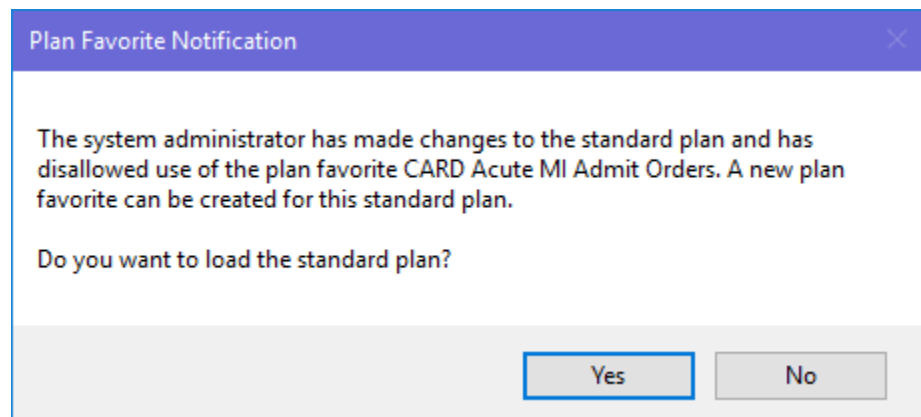 Plan Favorite Notification
The system administrator has made changes to the standard plan and has
disallowed use of the plan favorite CARD Acute MI Admit Orders. A new plan
favorite can be created for this standard plan.
Do you want to load the standard plan?
Yes No